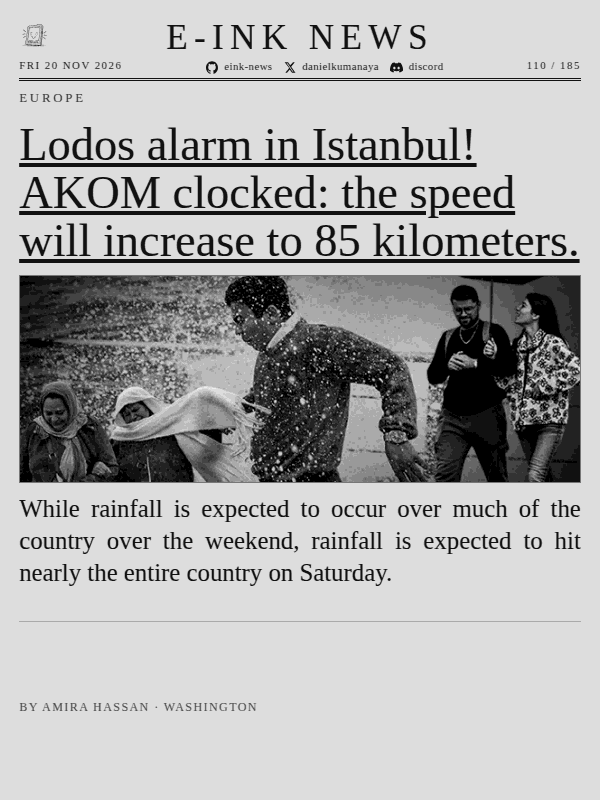 E-INK NEWS
FRI 20 NOV 2026
eink-news danielkumanaya discord
110 / 185
EUROPE
Lodos alarm in Istanbul!
AKOM clocked: the speed
will increase to 85 kilometers.
While rainfall is expected to occur over much of the
country over the weekend, rainfall is expected to hit
nearly the entire country on Saturday.
BY AMIRA HASSAN · WASHINGTON